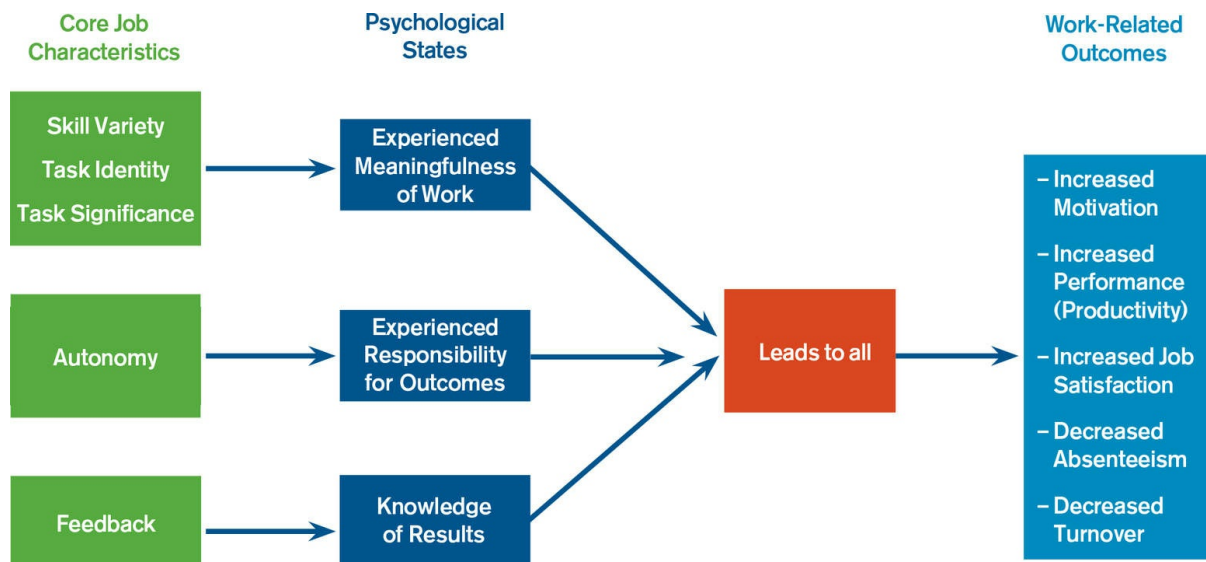 Core Job
Characteristics
Psychological
States
Work-Related
Outcomes
Skill Variety
Task Identity
Task Significance
Experienced
Meaningfulness
of Work
Autonomy
Experienced
Responsibility
for Outcomes
Feedback
Knowledge
of Results
Leads to all
– Increased
Motivation
– Increased
Performance
(Productivity)
– Increased Job
Satisfaction
– Decreased
Absenteeism
– Decreased
Turnover